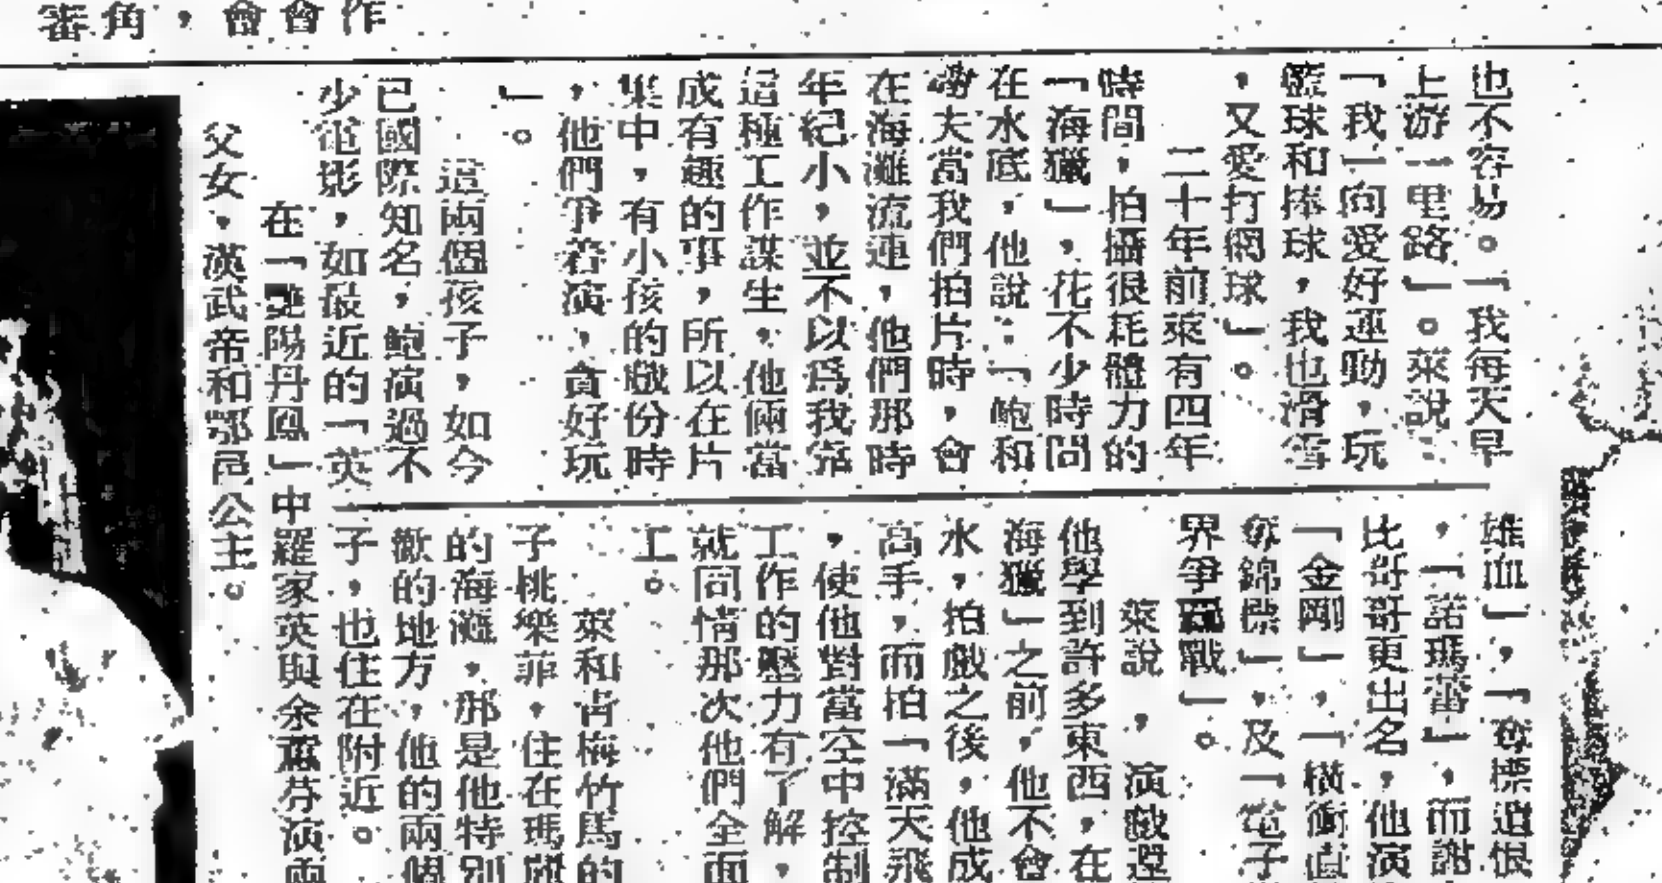 審角，會會作
也不容易。「我每天早
上游一里路」。萊說：
「我一向愛好運動，玩
籃球和捧球，我也滑雪
，又愛打網球」。
二十年前萊有四年
時間，拍攝很耗體力的
「海獵」，花不少時間
在水底，他說：「鮑和
夫當我們拍片時，會
在海灘流連，他們那時
年紀小，並不以為我靠
這種工作謀生，他倆當
成有趣的事，所以在片
集中，有小孩的戲份時
，他們爭着演，貪好玩
」。
這兩個孩子，如今
已國際知名，鮑演過不
少電影，如最近的「英
雄血」，「奪標遺恨
，「諾瑪蕾」，而謝
比哥哥更出名，他演
「金剛」，「橫衝直
奪錦標」，及「電子
界爭霸戰」。
萊說，演戲
他學到許多東西，在
海獵」之前，他不會
水，拍戲之後，他成
高手，而拍「滿天飛
，使他對當空中控制
工作的壓力有了解，
就同情那次他們全面
工。
萊和青梅竹馬的
子桃樂菲，住在瑪
的海灘，那是他特別
歡的地方，他的兩個
子，也住在附近。
在「艷陽丹鳳」中羅家英與余蕙芬演兩
父女，漢武帝和鄂邑公主。